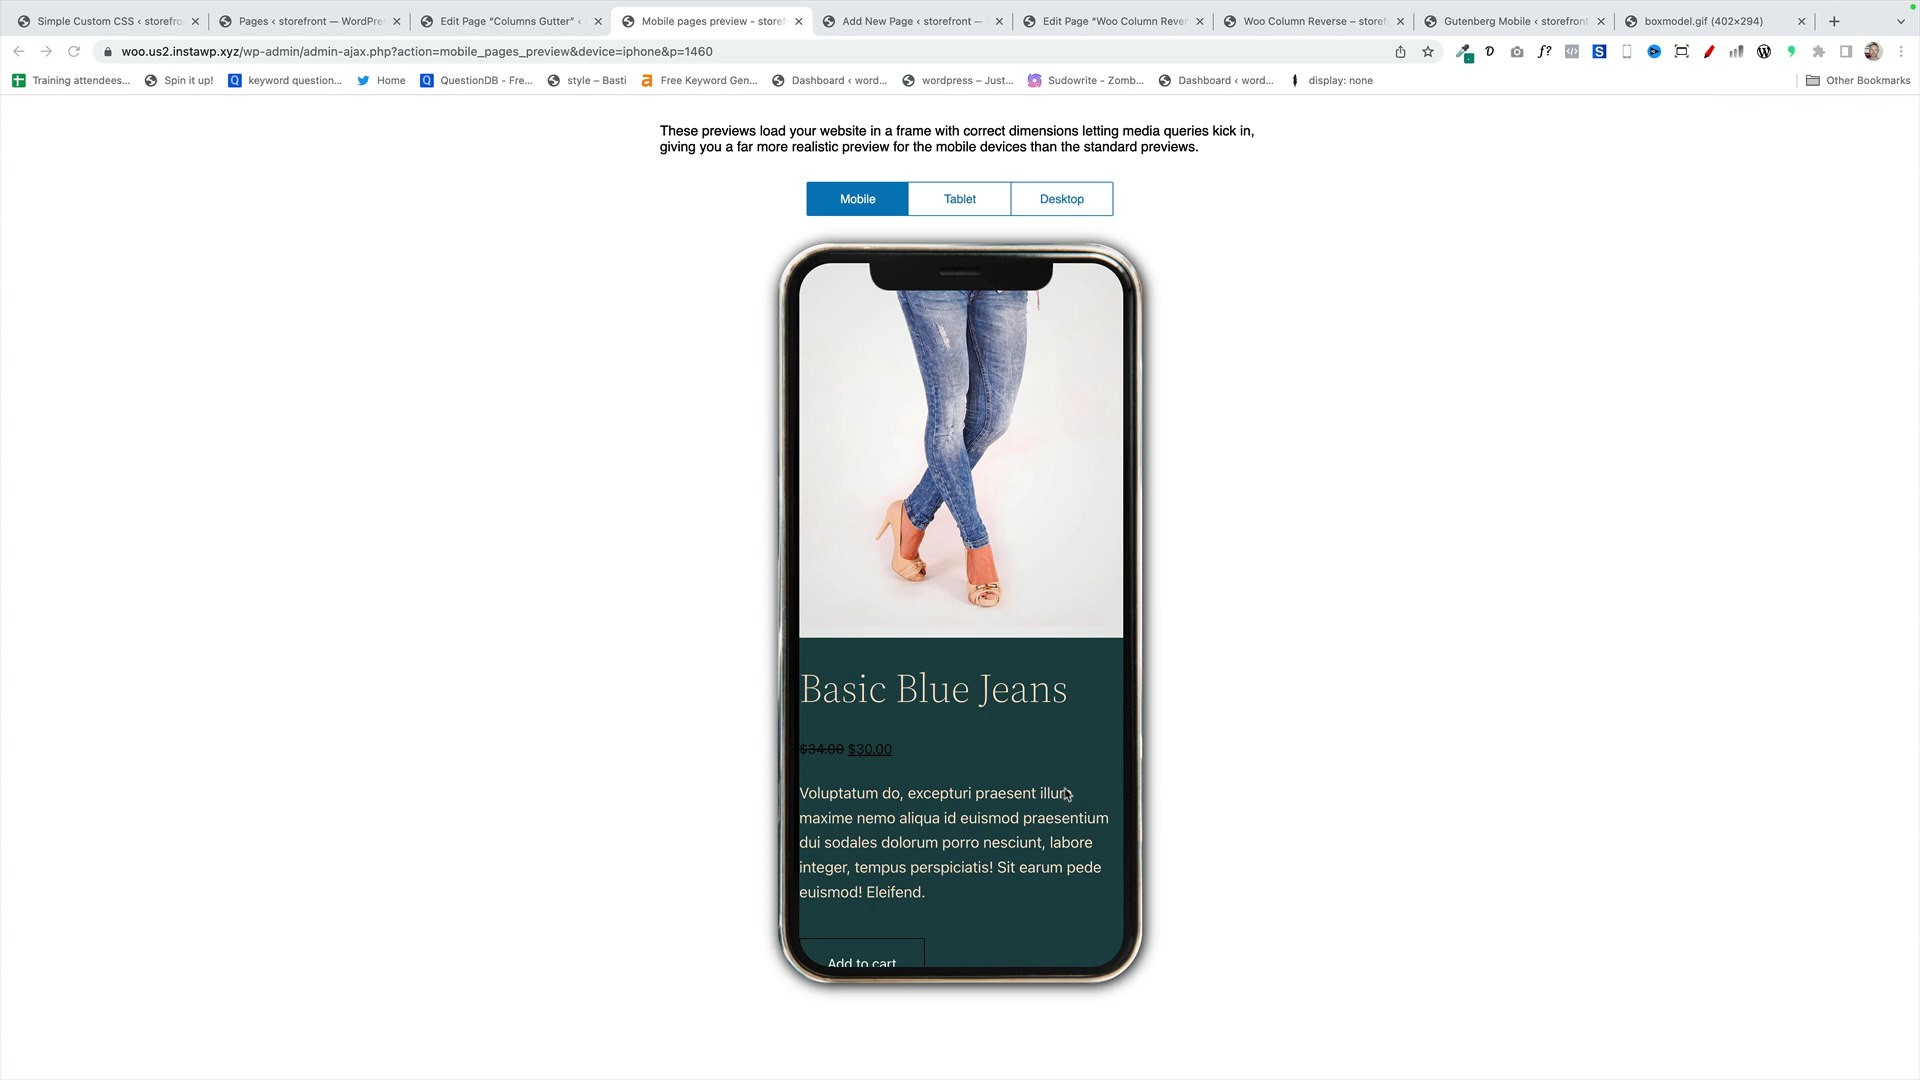 Simple Custom CSS ‹ storefro
Pages ‹ storefront — WordPre
Edit Page “Columns Gutter” ‹
Mobile pages preview - storef
Add New Page ‹ storefront —
Edit Page “Woo Column Rever
Woo Column Reverse – storef
Gutenberg Mobile ‹ storefront
boxmodel.gif (402×294)
woo.us2.instawp.xyz/wp-admin/admin-ajax.php?action=mobile_pages_preview&device=iphone&p=1460
Training attendees...
Spin it up!
keyword question...
Home
QuestionDB - Fre...
style – Basti
Free Keyword Gen...
Dashboard ‹ word...
wordpress – Just...
Sudowrite - Zomb...
Dashboard ‹ word...
display: none
Other Bookmarks
These previews load your website in a frame with correct dimensions letting media queries kick in,
giving you a far more realistic preview for the mobile devices than the standard previews.
Mobile
Tablet
Desktop
Basic Blue Jeans
$34.00 $30.00
Voluptatum do, excepturi praesent illum
maxime nemo aliqua id euismod praesentium
dui sodales dolorum porro nesciunt, labore
integer, tempus perspiciatis! Sit earum pede
euismod! Eleifend.
Add to cart